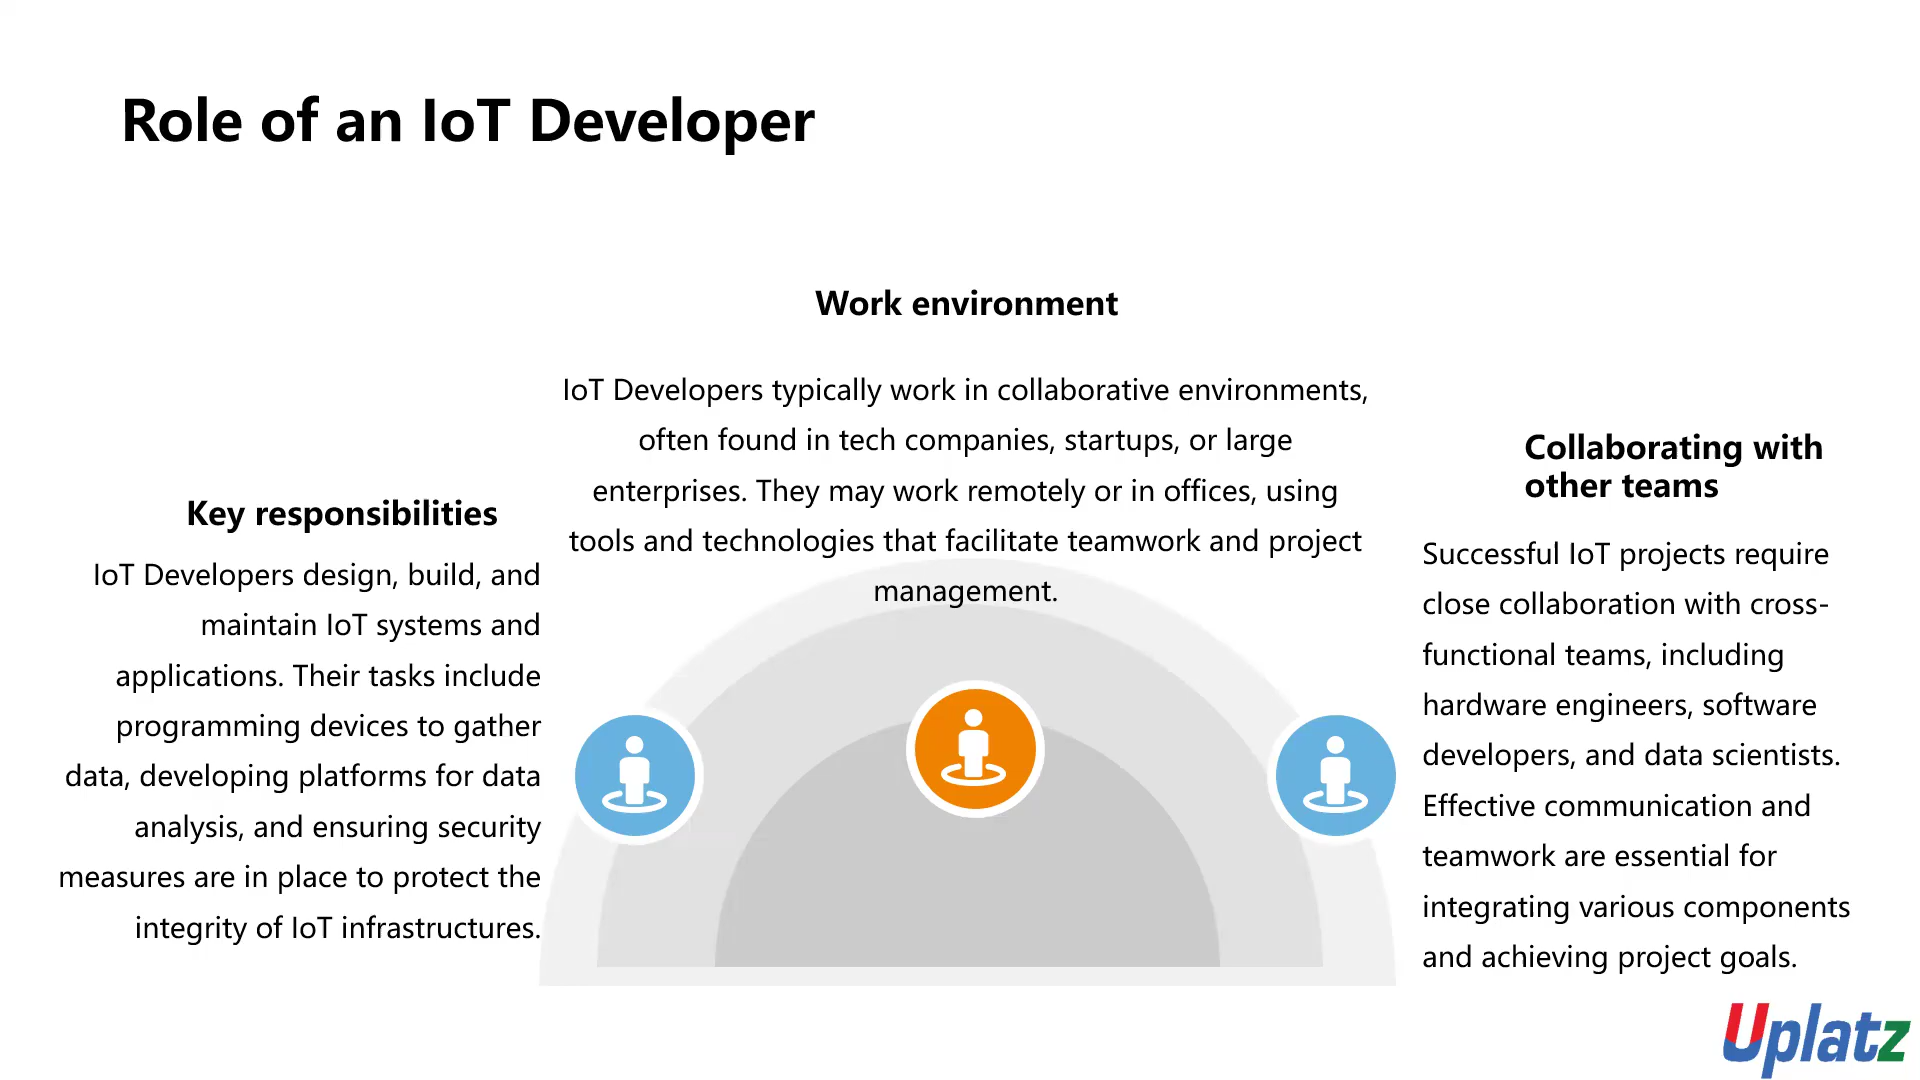 Role of an IoT Developer
Work environment
IoT Developers typically work in collaborative environments,
often found in tech companies, startups, or large
enterprises. They may work remotely or in offices, using
tools and technologies that facilitate teamwork and project
management.
Key responsibilities
IoT Developers design, build, and
maintain IoT systems and
applications. Their tasks include
programming devices to gather
data, developing platforms for data
analysis, and ensuring security
measures are in place to protect the
integrity of IoT infrastructures.
Collaborating with
other teams
Successful IoT projects require
close collaboration with cross-
functional teams, including
hardware engineers, software
developers, and data scientists.
Effective communication and
teamwork are essential for
integrating various components
and achieving project goals.
Uplatz